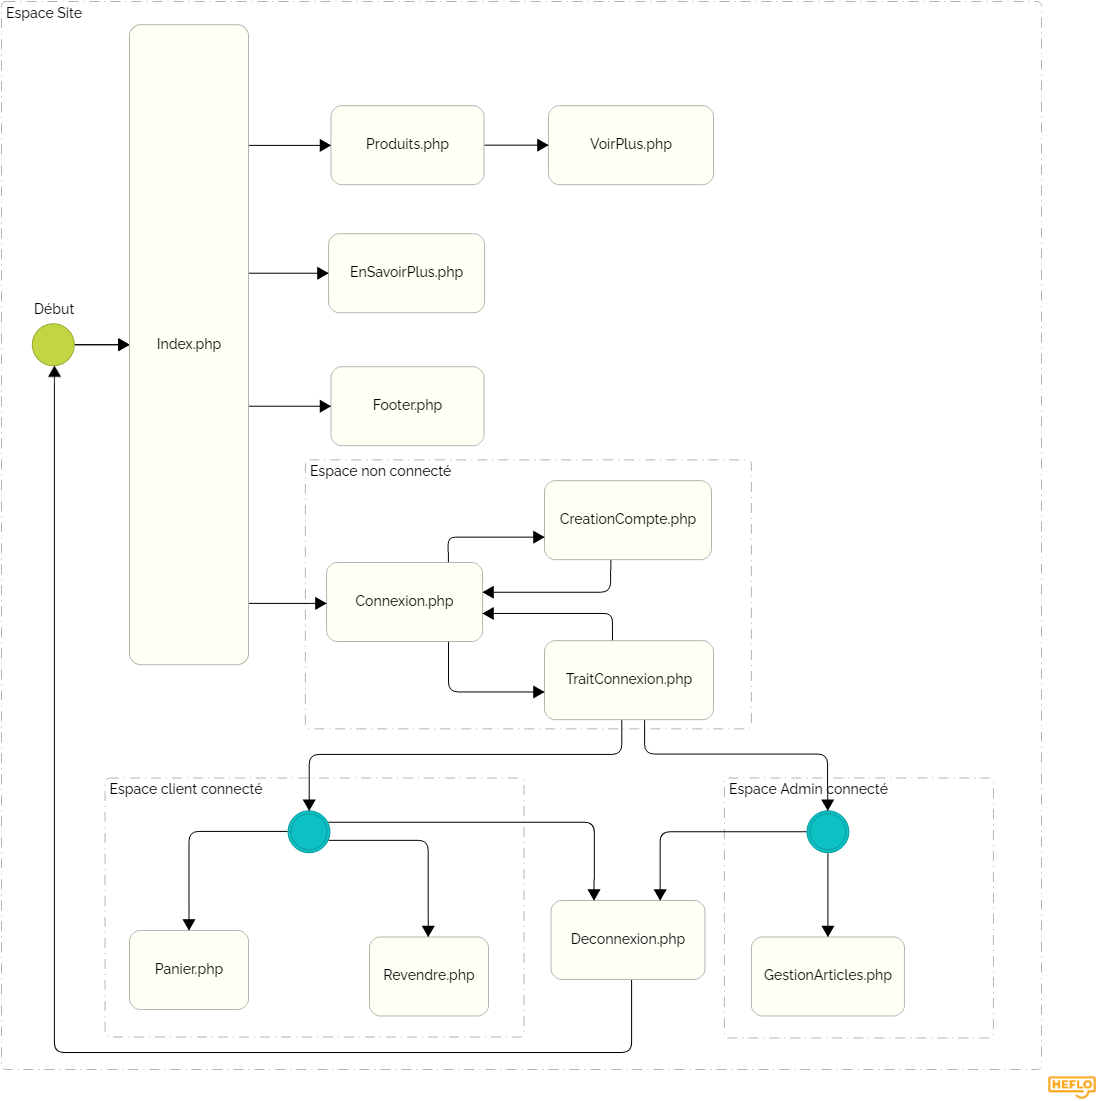 Espace Site
Produits.php
VoirPlus.php
EnSavoirPlus.php
Début
Index.php
Footer.php
Espace non connecté
CreationCompte.php
Connexion.php
TraitConnexion.php
Espace client connecté
Espace Admin connecté
Deconnexion.php
Panier.php
Revendre.php
GestionArticles.php
HEFLO